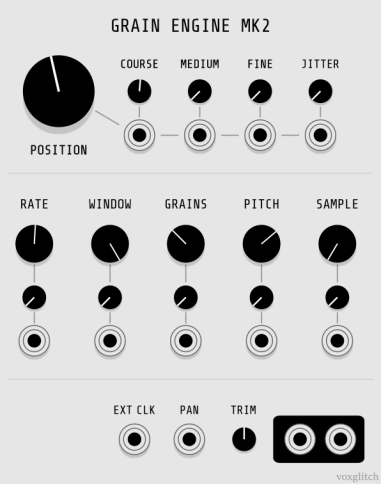 GRAIN ENGINE MK2
COURSE MEDIUM FINE JITTER
POSITION
RATE WINDOW GRAINS PITCH SAMPLE
EXT CLK PAN TRIM
voxglitch